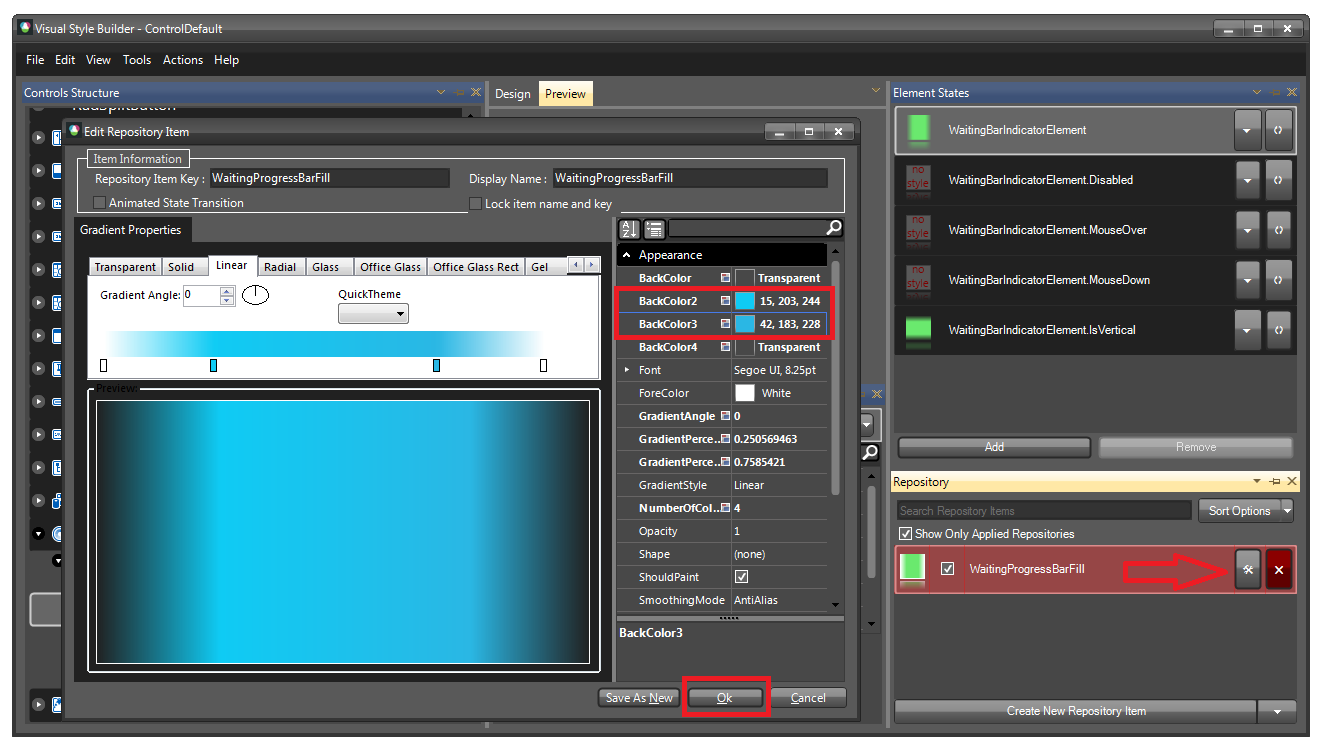 Visual Style Builder - ControlDefault
File Edit View Tools Actions Help
Controls Structure
RadSplitButton
Design Preview
Edit Repository Item
Item Information
Repository Item Key : WaitingProgressBarFill Display Name : WaitingProgressBarFill
Animated State Transition Lock item name and key
Gradient Properties
Transparent Solid Linear Radial Glass Office Glass Office Glass Rect Gel
Gradient Angle: 0 QuickTheme
Preview:
A Z
Appearance
BackColor Transparent
BackColor2 15, 203, 244
BackColor3 42, 183, 228
BackColor4 Transparent
Font Segoe UI, 8.25pt
ForeColor White
GradientAngle 0
GradientPerce... 0.250569463
GradientPerce... 0.7585421
GradientStyle Linear
NumberOfCol... 4
Opacity 1
Shape (none)
ShouldPaint
SmoothingMode AntiAlias
BackColor3
Save As New Ok Cancel
Element States
WaitingBarIndicatorElement
no style WaitingBarIndicatorElement.Disabled
no style WaitingBarIndicatorElement.MouseOver
no style WaitingBarIndicatorElement.MouseDown
WaitingBarIndicatorElement.IsVertical
Add Remove
Repository
Search Repository Items Sort Options
Show Only Applied Repositories
WaitingProgressBarFill
Create New Repository Item